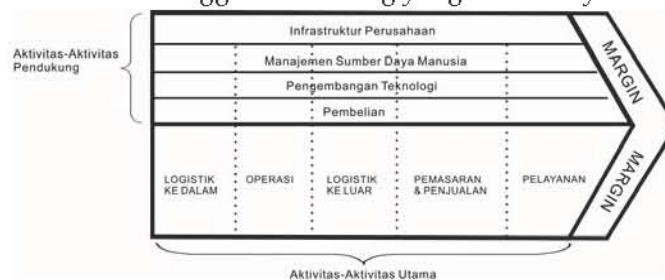 Aktivitas-Aktivitas
Pendukung
Infrastruktur Perusahaan
Manajemen Sumber Daya Manusia
Pengembangan Teknologi
Pembelian
MARGIN
LOGISTIK
KE DALAM
OPERASI
LOGISTIK
KE LUAR
PEMASARAN
& PENJUALAN
PELAYANAN
MARGIN
Aktivitas-Aktivitas Utama